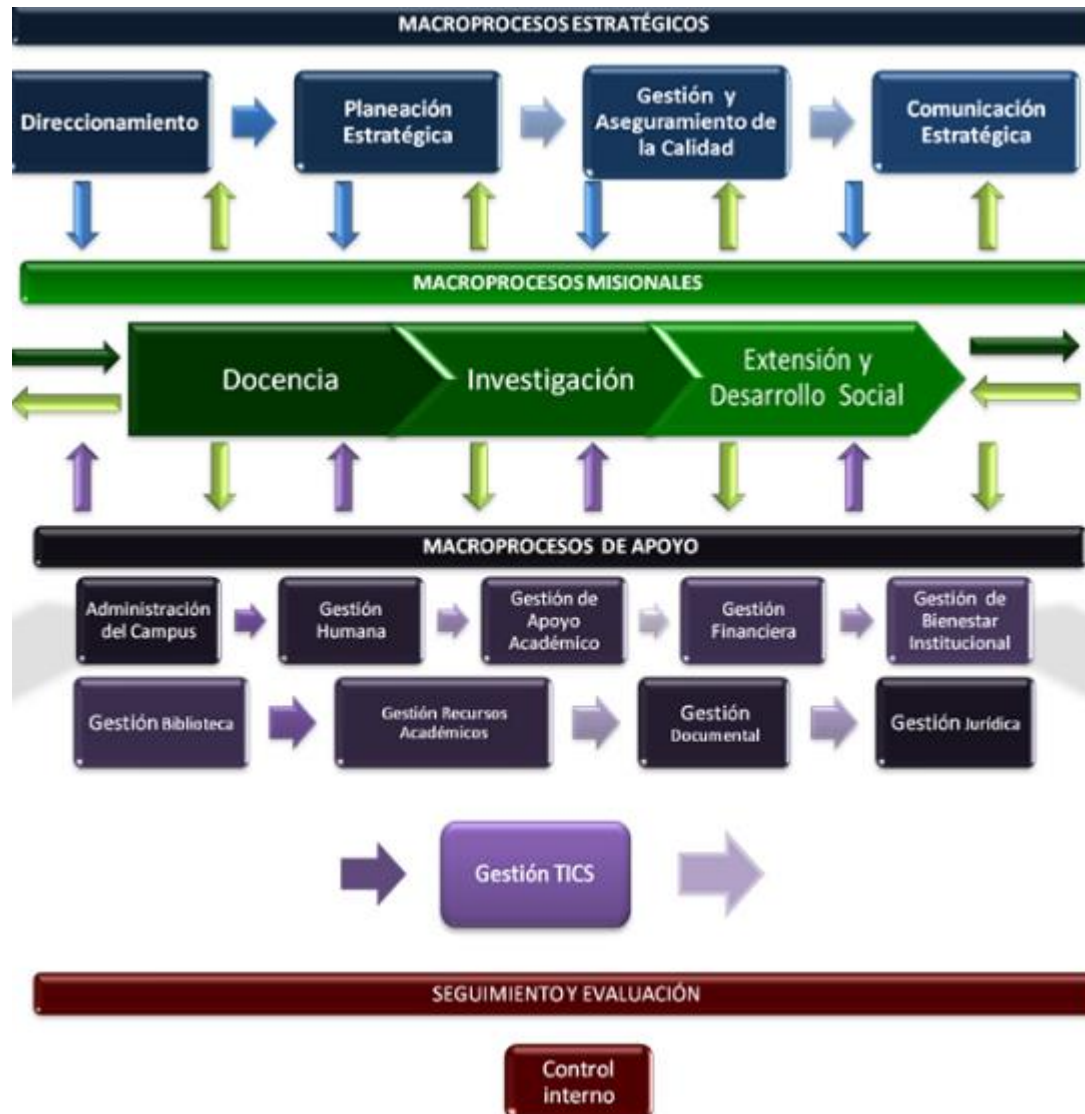 MACROPROCESOS ESTRATÉGICOS
Direccionamiento
Planeación
Estratégica
Gestión y
Aseguramiento de
la Calidad
Comunicación
Estratégica
MACROPROCESOS MISIONALES
Docencia
Investigación
Extensión y
Desarrollo Social
MACROPROCESOS DE APOYO
Administración
del Campus
Gestión
Humana
Gestión de
Apoyo
Académico
Gestión
Financiera
Gestión de
Bienestar
Institucional
Gestión Biblioteca
Gestión Recursos
Académicos
Gestión
Documental
Gestión Jurídica
Gestión TICS
SEGUIMIENTO Y EVALUACIÓN
Control
interno